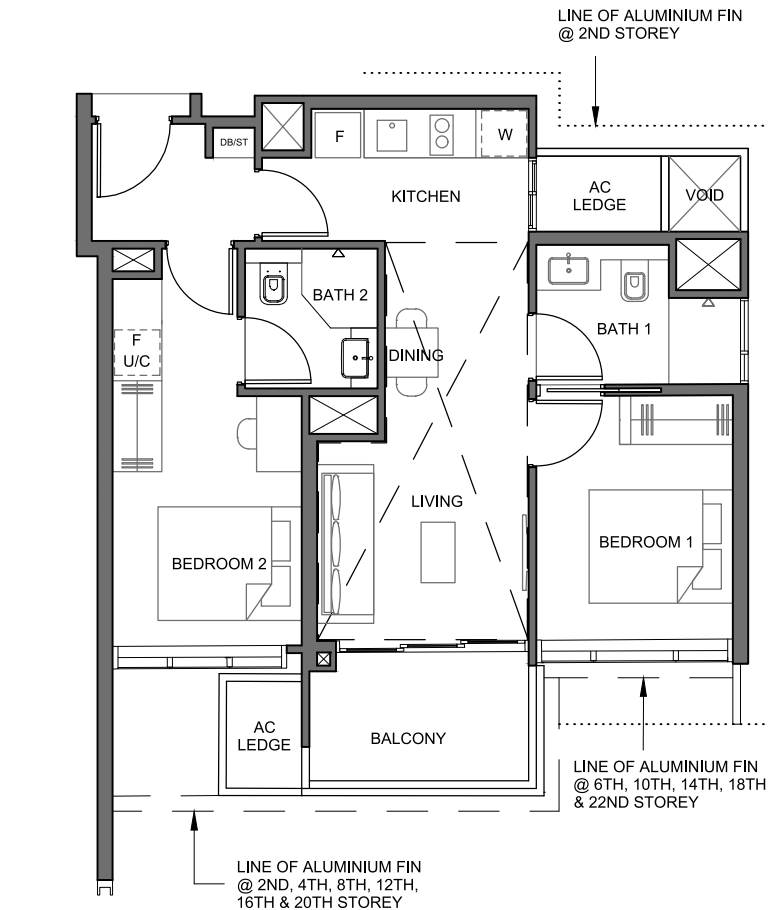 LINE OF ALUMINIUM FIN
@ 2ND STOREY
DB/ST
F
W
KITCHEN
AC
LEDGE
VOID
BATH 2
BATH 1
F
U/C
DINING
LIVING
BEDROOM 2
BEDROOM 1
AC
LEDGE
BALCONY
LINE OF ALUMINIUM FIN
@ 6TH, 10TH, 14TH, 18TH
& 22ND STOREY
LINE OF ALUMINIUM FIN
@ 2ND, 4TH, 8TH, 12TH,
16TH & 20TH STOREY